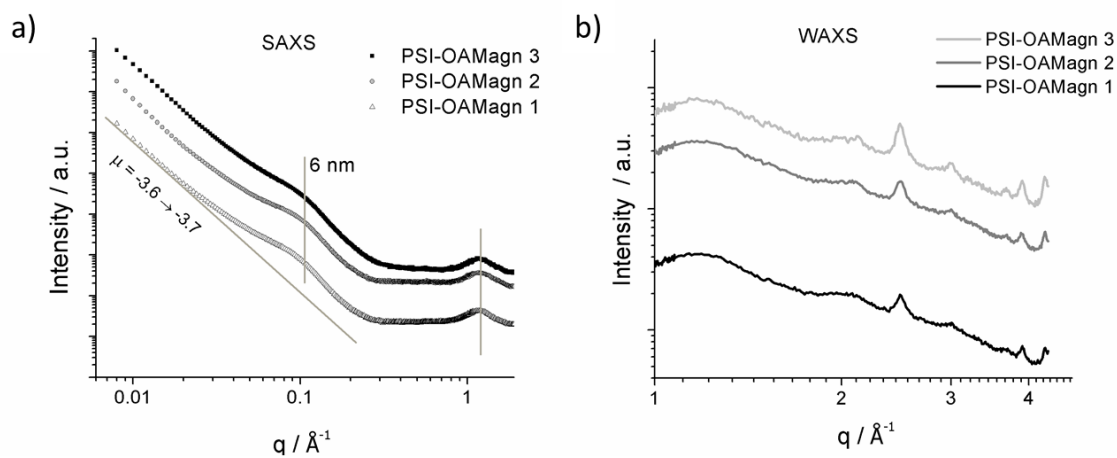 a)
SAXS
PSI-OAMagn 3
PSI-OAMagn 2
PSI-OAMagn 1
6 nm
μ = -3.6 → -3.7
Intensity / a.u.
0.01
0.1
1
q / Å⁻¹
b)
WAXS
PSI-OAMagn 3
PSI-OAMagn 2
PSI-OAMagn 1
Intensity / a.u.
1
2
3
4
q / Å⁻¹